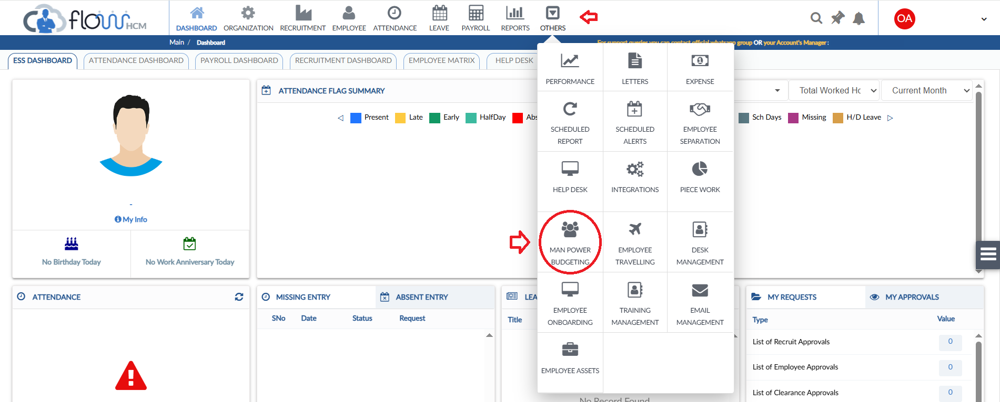 flow HCM
DASHBOARD
ORGANIZATION
RECRUITMENT
EMPLOYEE
ATTENDANCE
LEAVE
PAYROLL
REPORTS
OTHERS
OA
Main / Dashboard
For support queries you can contact official whatsapp group OR your Account's Manager :
ESS DASHBOARD
ATTENDANCE DASHBOARD
PAYROLL DASHBOARD
RECRUITMENT DASHBOARD
EMPLOYEE MATRIX
HELP DESK
-
My Info
No Birthday Today
No Work Anniversary Today
ATTENDANCE FLAG SUMMARY
Total Worked Hc
Current Month
Present
Late
Early
HalfDay
Abs
Sch Days
Missing
H/D Leave
PERFORMANCE
LETTERS
EXPENSE
SCHEDULED
REPORT
SCHEDULED
ALERTS
EMPLOYEE
SEPARATION
HELP DESK
INTEGRATIONS
PIECE WORK
MAN POWER
BUDGETING
EMPLOYEE
TRAVELLING
DESK
MANAGEMENT
EMPLOYEE
ONBOARDING
TRAINING
MANAGEMENT
EMAIL
MANAGEMENT
EMPLOYEE ASSETS
ATTENDANCE
MISSING ENTRY
ABSENT ENTRY
SNo Date Status Request
LEA
Title
No Record Found
MY REQUESTS
MY APPROVALS
Type Value
List of Recruit Approvals 0
List of Employee Approvals 0
List of Clearance Approvals 0